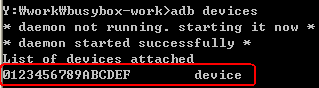 Y:₩work₩busybox-work>adb devices
* daemon not running. starting it now *
* daemon started successfully *
List of devices attached
0123456789ABCDEF        device